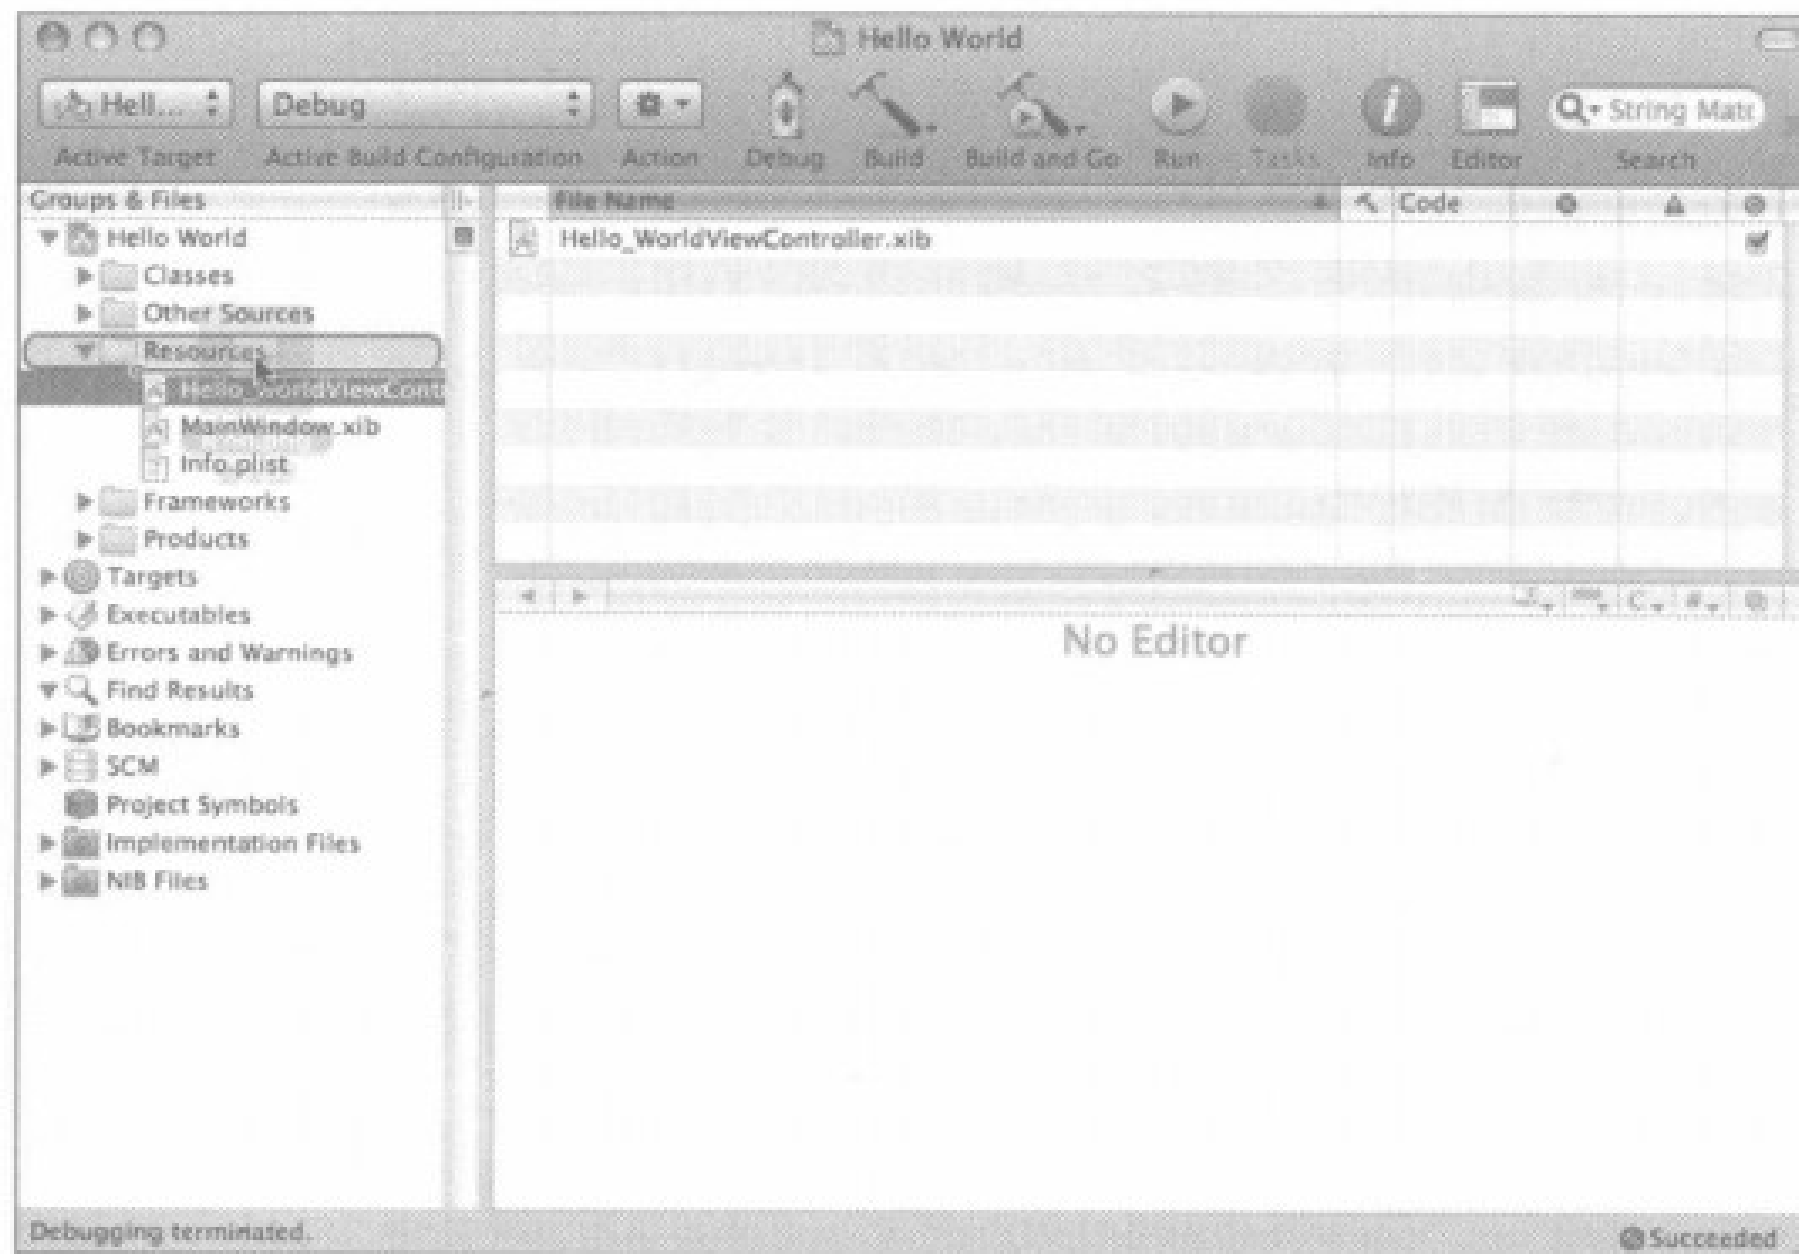 Hello World
Hell... Debug
Active Target Active Build Configuration Action Debug Build Build and Go Run Tasks Info Editor Search
String Matc
Groups & Files
Hello World
Classes
Other Sources
Resources
Hello_WorldViewContr
MainWindow.xib
Info.plist
Frameworks
Products
Targets
Executables
Errors and Warnings
Find Results
Bookmarks
SCM
Project Symbols
Implementation Files
NIB Files
File Name Code
Hello_WorldViewController.xib
No Editor
Debugging terminated.
Succeeded